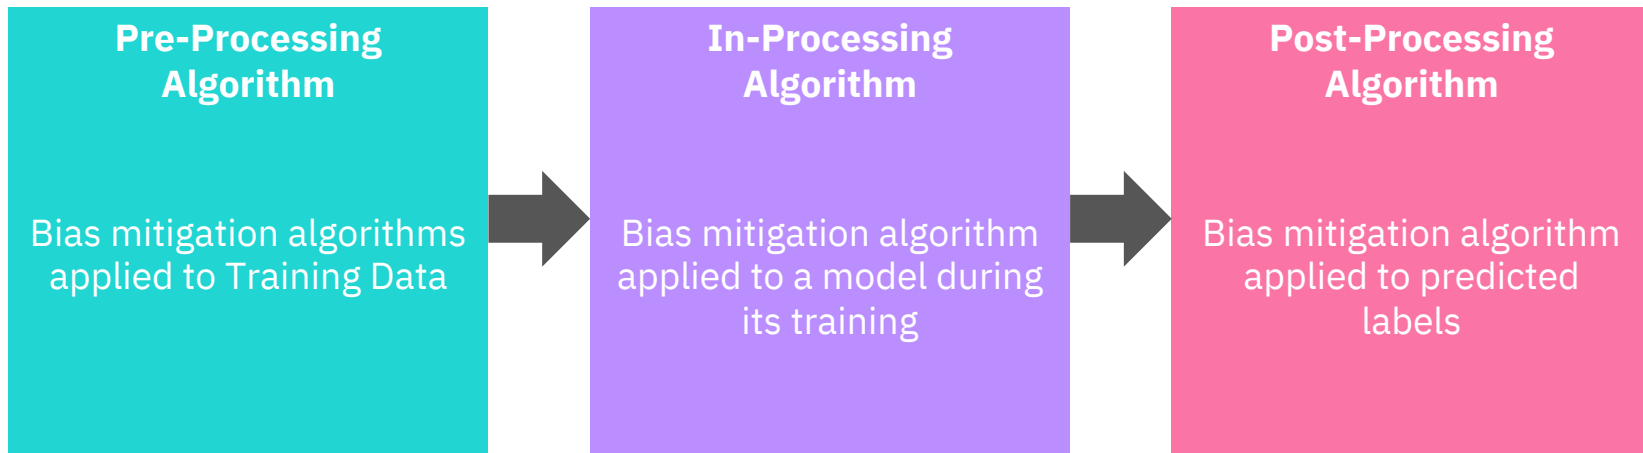 Pre-Processing
Algorithm
Bias mitigation algorithms
applied to Training Data
In-Processing
Algorithm
Bias mitigation algorithm
applied to a model during
its training
Post-Processing
Algorithm
Bias mitigation algorithm
applied to predicted
labels